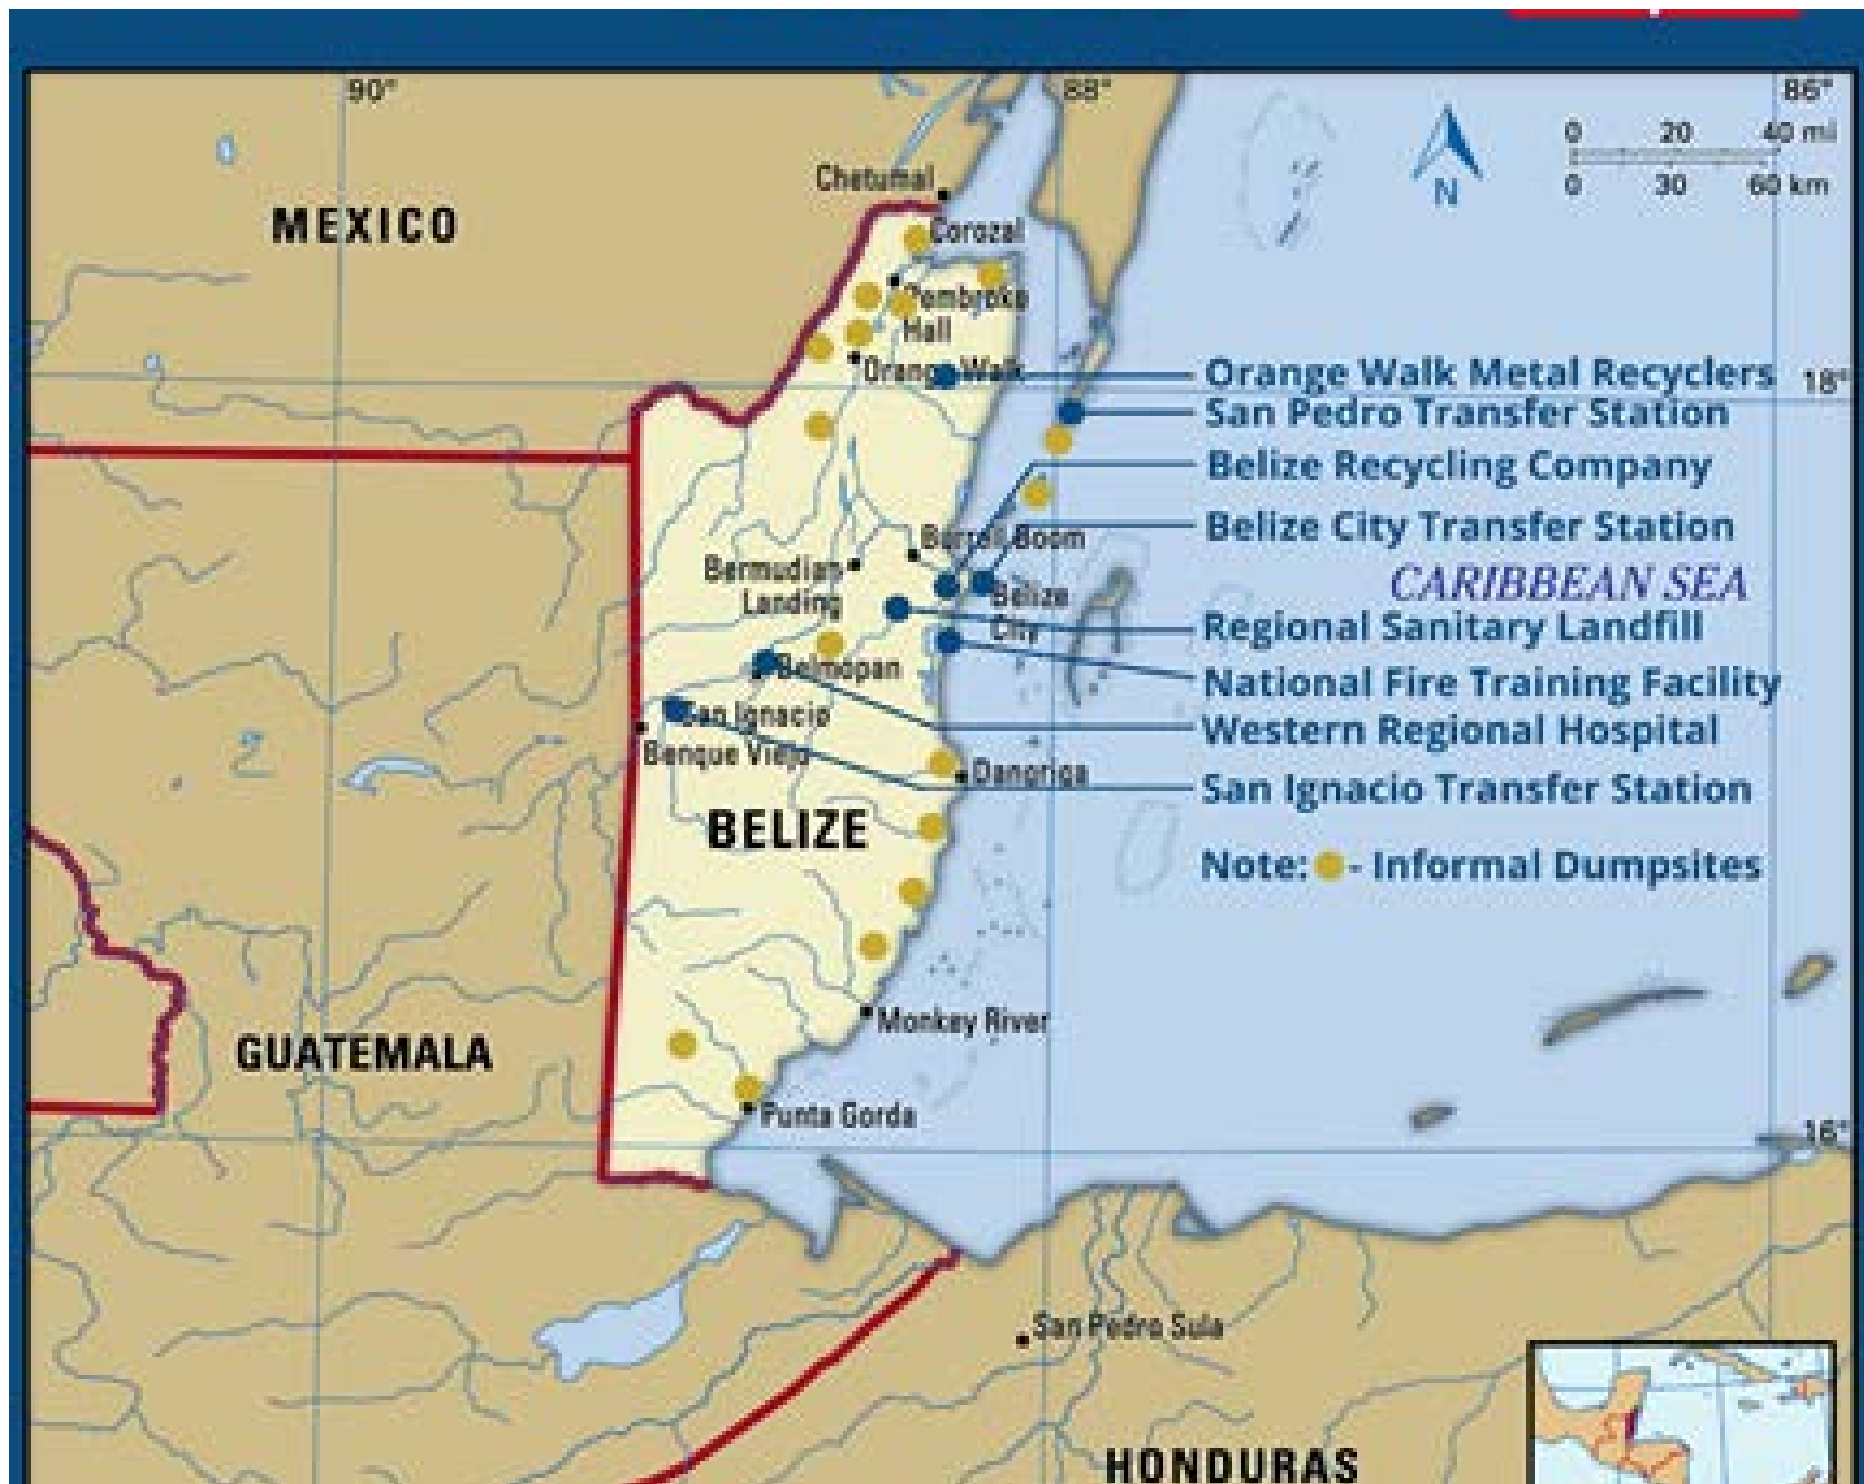 90°
88°
86°
0 20 40 mi
0 30 60 km
N
Chetumal
MEXICO
Corozal
Pembroke
Hall
Orange Walk
Orange Walk Metal Recyclers
18°
San Pedro Transfer Station
Belize Recycling Company
Belize City Transfer Station
Burrell Boom
Bermudian
Landing
CARIBBEAN SEA
Belize
City
Regional Sanitary Landfill
National Fire Training Facility
Belmopan
Western Regional Hospital
San Ignacio
Benque Viejo
Dangriga
San Ignacio Transfer Station
BELIZE
Note: - Informal Dumpsites
Monkey River
GUATEMALA
Punta Gorda
16°
San Pedro Sula
HONDURAS